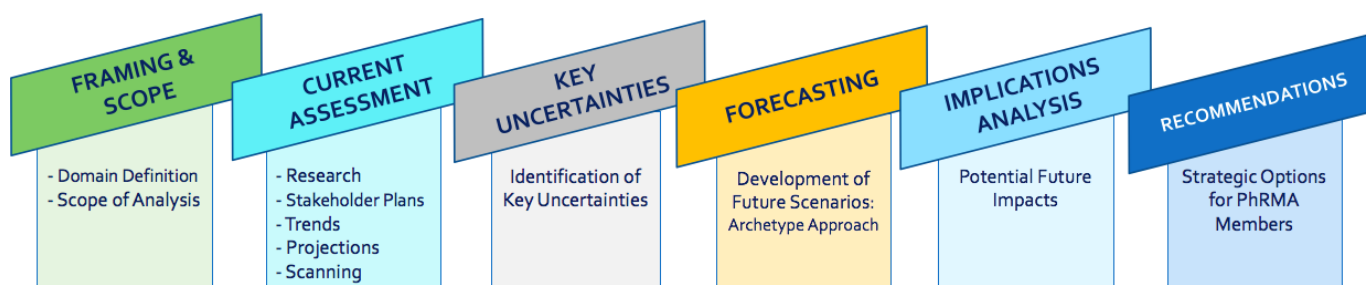 FRAMING &
SCOPE
- Domain Definition
- Scope of Analysis
CURRENT
ASSESSMENT
- Research
- Stakeholder Plans
- Trends
- Projections
- Scanning
KEY
UNCERTAINTIES
Identification of
Key Uncertainties
FORECASTING
Development of
Future Scenarios:
Archetype Approach
IMPLICATIONS
ANALYSIS
Potential Future
Impacts
RECOMMENDATIONS
Strategic Options
for PhRMA
Members